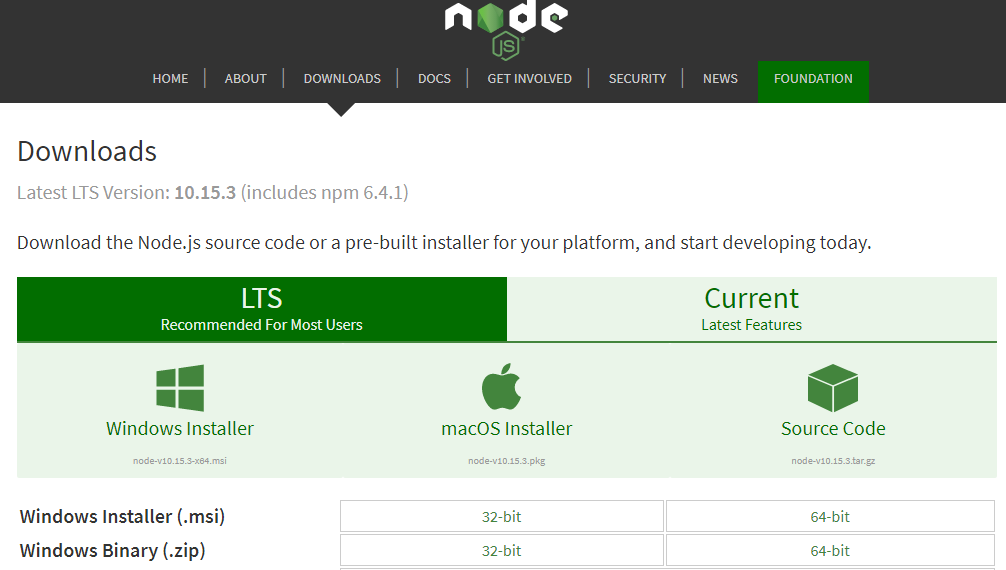 node
JS
HOME ABOUT DOWNLOADS DOCS GET INVOLVED SECURITY NEWS FOUNDATION
Downloads
Latest LTS Version: 10.15.3 (includes npm 6.4.1)
Download the Node.js source code or a pre-built installer for your platform, and start developing today.
LTS Current
Recommended For Most Users Latest Features
Windows Installer macOS Installer Source Code
node-v10.15.3-x64.msi node-v10.15.3.pkg node-v10.15.3.tar.gz
Windows Installer (.msi) 32-bit 64-bit
Windows Binary (.zip) 32-bit 64-bit